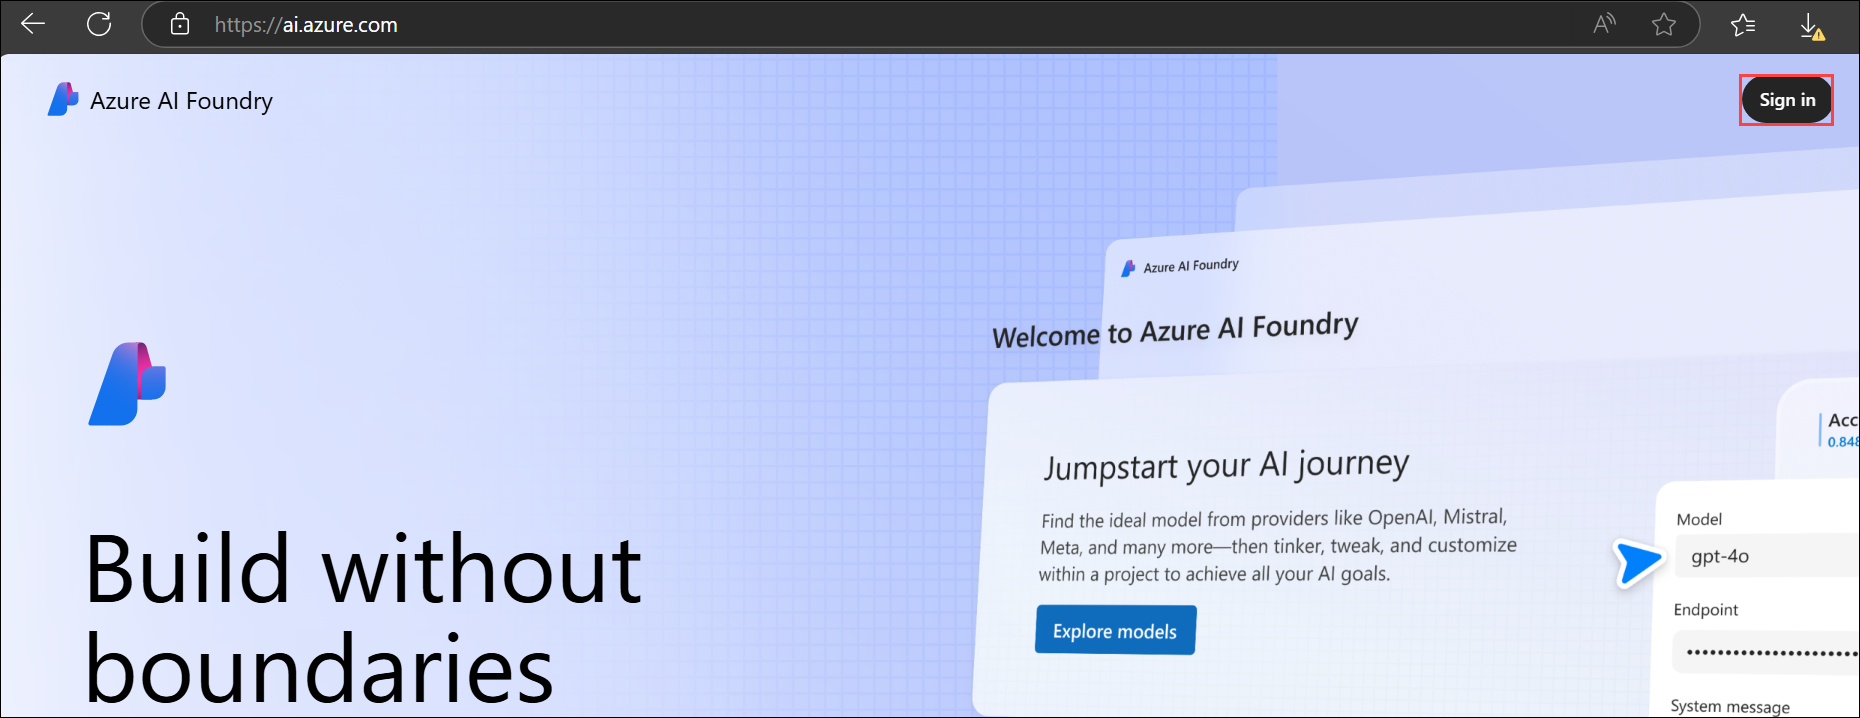 https://ai.azure.com
Azure AI Foundry
Sign in
Azure AI Foundry
Welcome to Azure AI Foundry
Jumpstart your AI journey
Find the ideal model from providers like OpenAI, Mistral,
Meta, and many more—then tinker, tweak, and customize
within a project to achieve all your AI goals.
Explore models
Acc
0.848
Model
gpt-4o
Endpoint
System message
Build without
boundaries